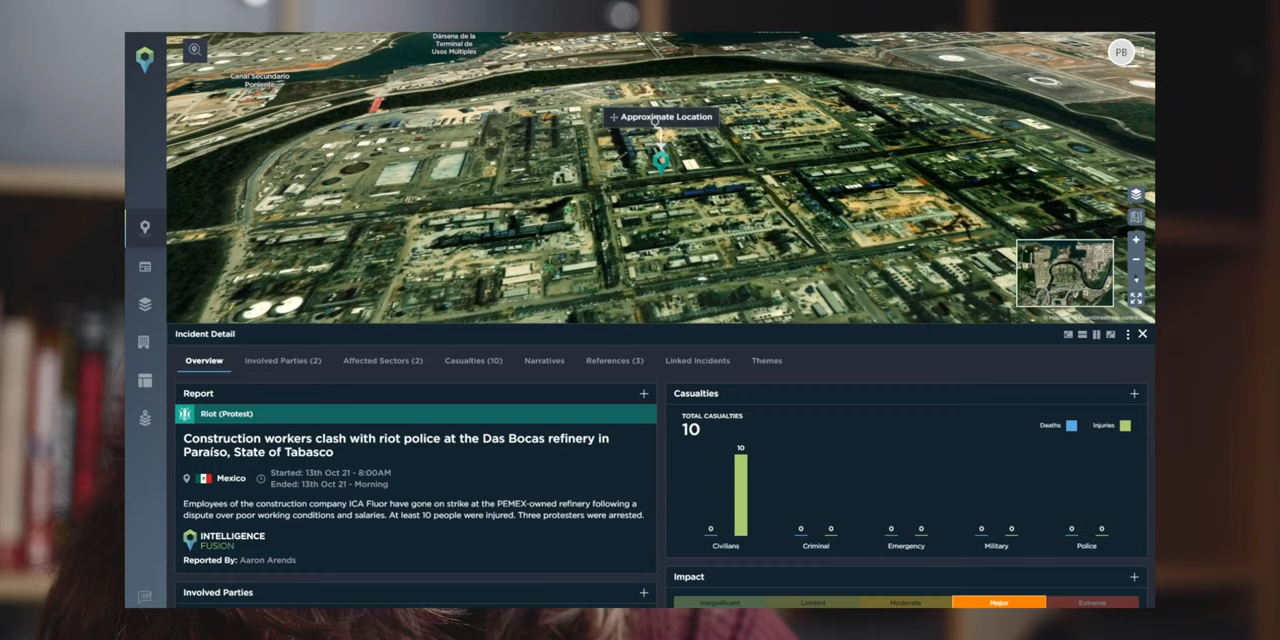 Dársena de la
Terminal de
Usos Múltiples
Canal Secundario
Poniente
PB
Approximate Location
Incident Detail
Overview
Involved Parties (2)
Affected Sectors (2)
Casualties (10)
Narratives
References (3)
Linked Incidents
Themes
Report
Riot (Protest)
Construction workers clash with riot police at the Das Bocas refinery in
Paraíso, State of Tabasco
Mexico
Started: 13th Oct 21 - 8:00AM
Ended: 13th Oct 21 - Morning
Employees of the construction company ICA Fluor have gone on strike at the PEMEX-owned refinery following a
dispute over poor working conditions and salaries. At least 10 people were injured. Three protesters were arrested.
INTELLIGENCE
FUSION
Reported By: Aaron Arends
Involved Parties
Casualties
TOTAL CASUALTIES
10
Deaths
Injuries
10
0
0 0
0 0
0 0
0 0
Civilians
Criminal
Emergency
Military
Police
Impact
Insignificant
Limited
Moderate
Major
Extreme